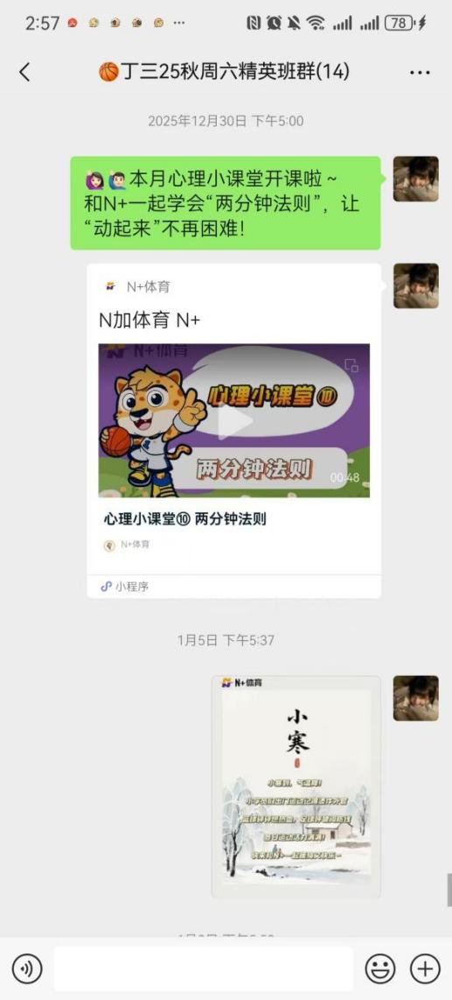 2:57
78
🏀丁三25秋周六精英班群(14)
2025年12月30日 下午5:00
🙋‍♀️🙋‍♂️本月心理小课堂开课啦～
和N+一起学会“两分钟法则”，让
“动起来”不再困难！
N+体育
N加体育 N+
N+体育
心理小课堂⑩
两分钟法则
00:48
心理小课堂⑩ 两分钟法则
N+体育
小程序
1月5日 下午5:37
N+体育
小
寒
小寒到，气温降！